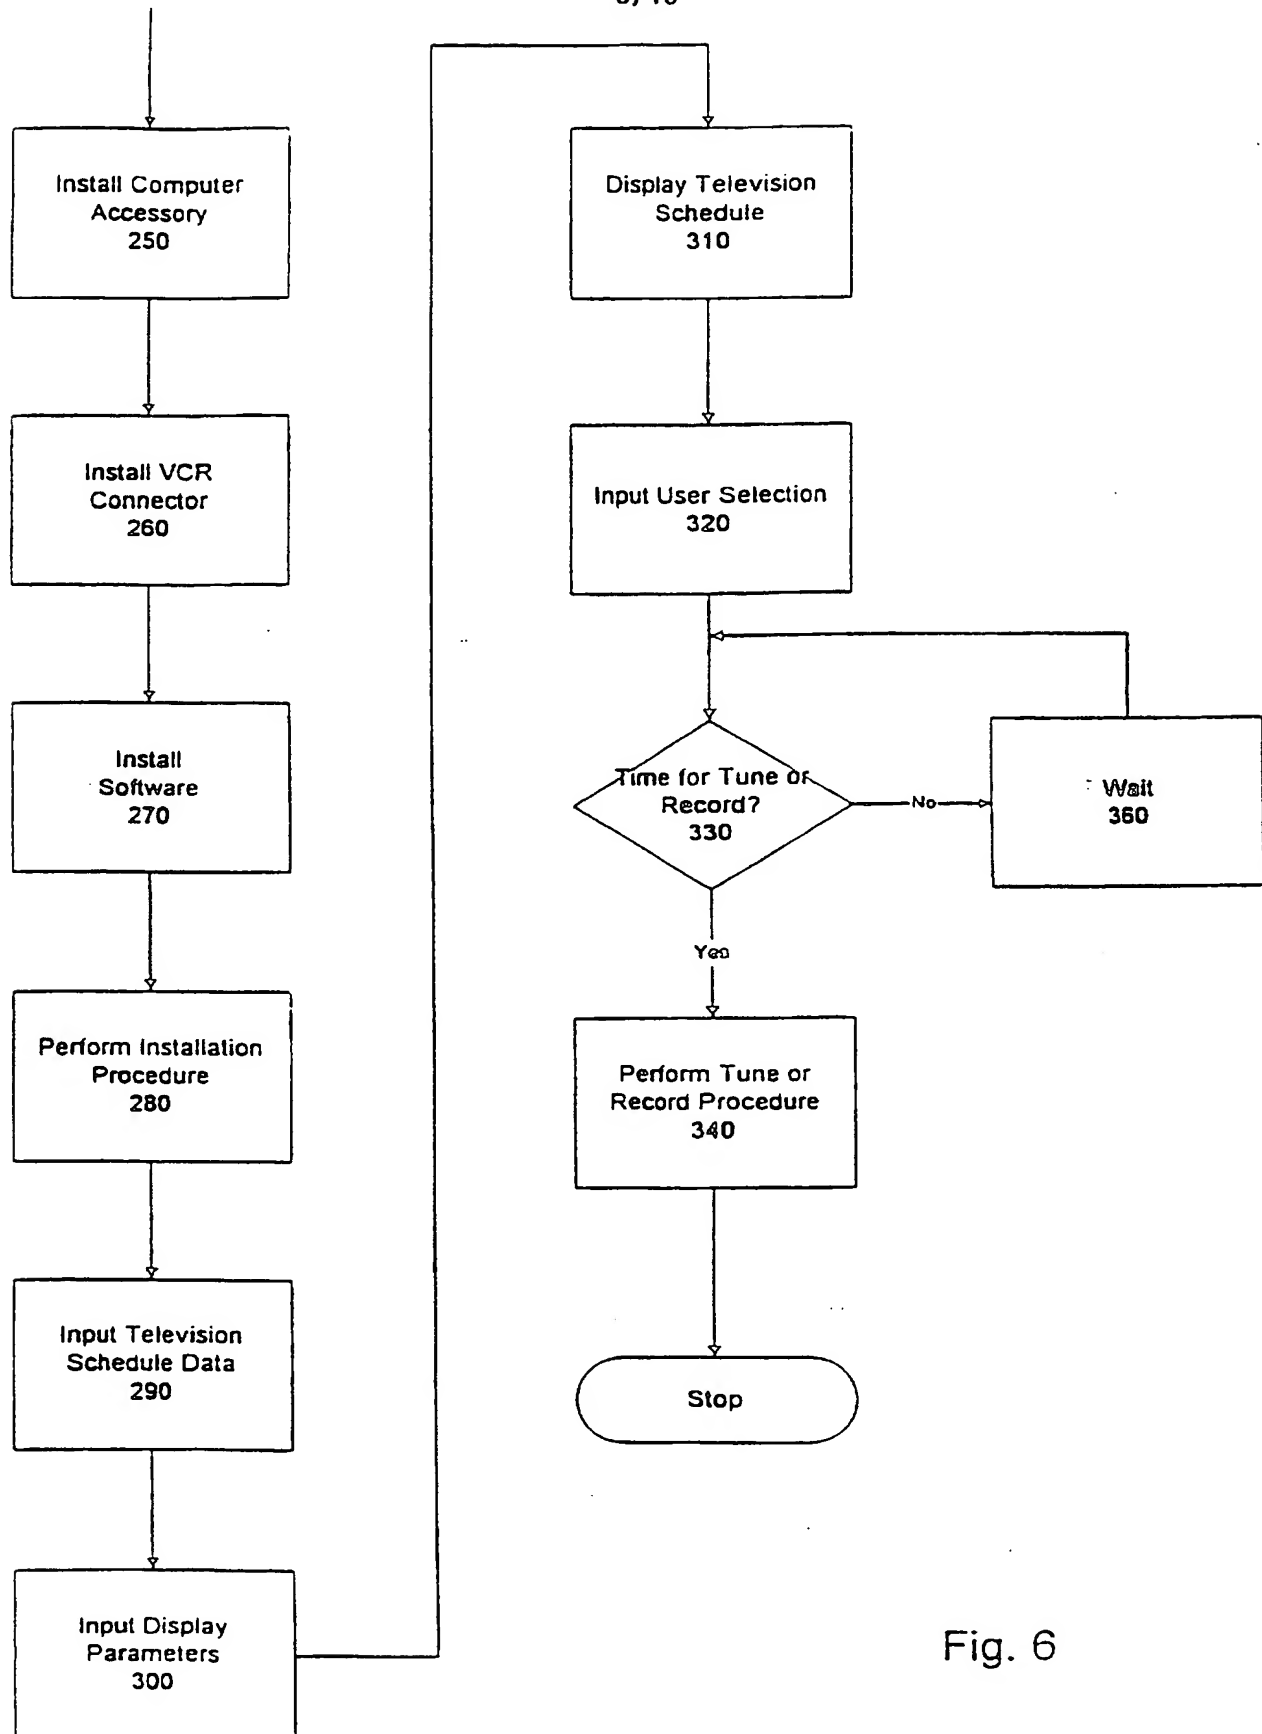 Install Computer
Accessory
250
Install VCR
Connector
260
Install
Software
270
Perform Installation
Procedure
280
Input Television
Schedule Data
290
Input Display
Parameters
300
Display Television
Schedule
310
Input User Selection
320
Time for Tune or
Record?
330
No
Wait
360
Yes
Perform Tune or
Record Procedure
340
Stop
Fig. 6